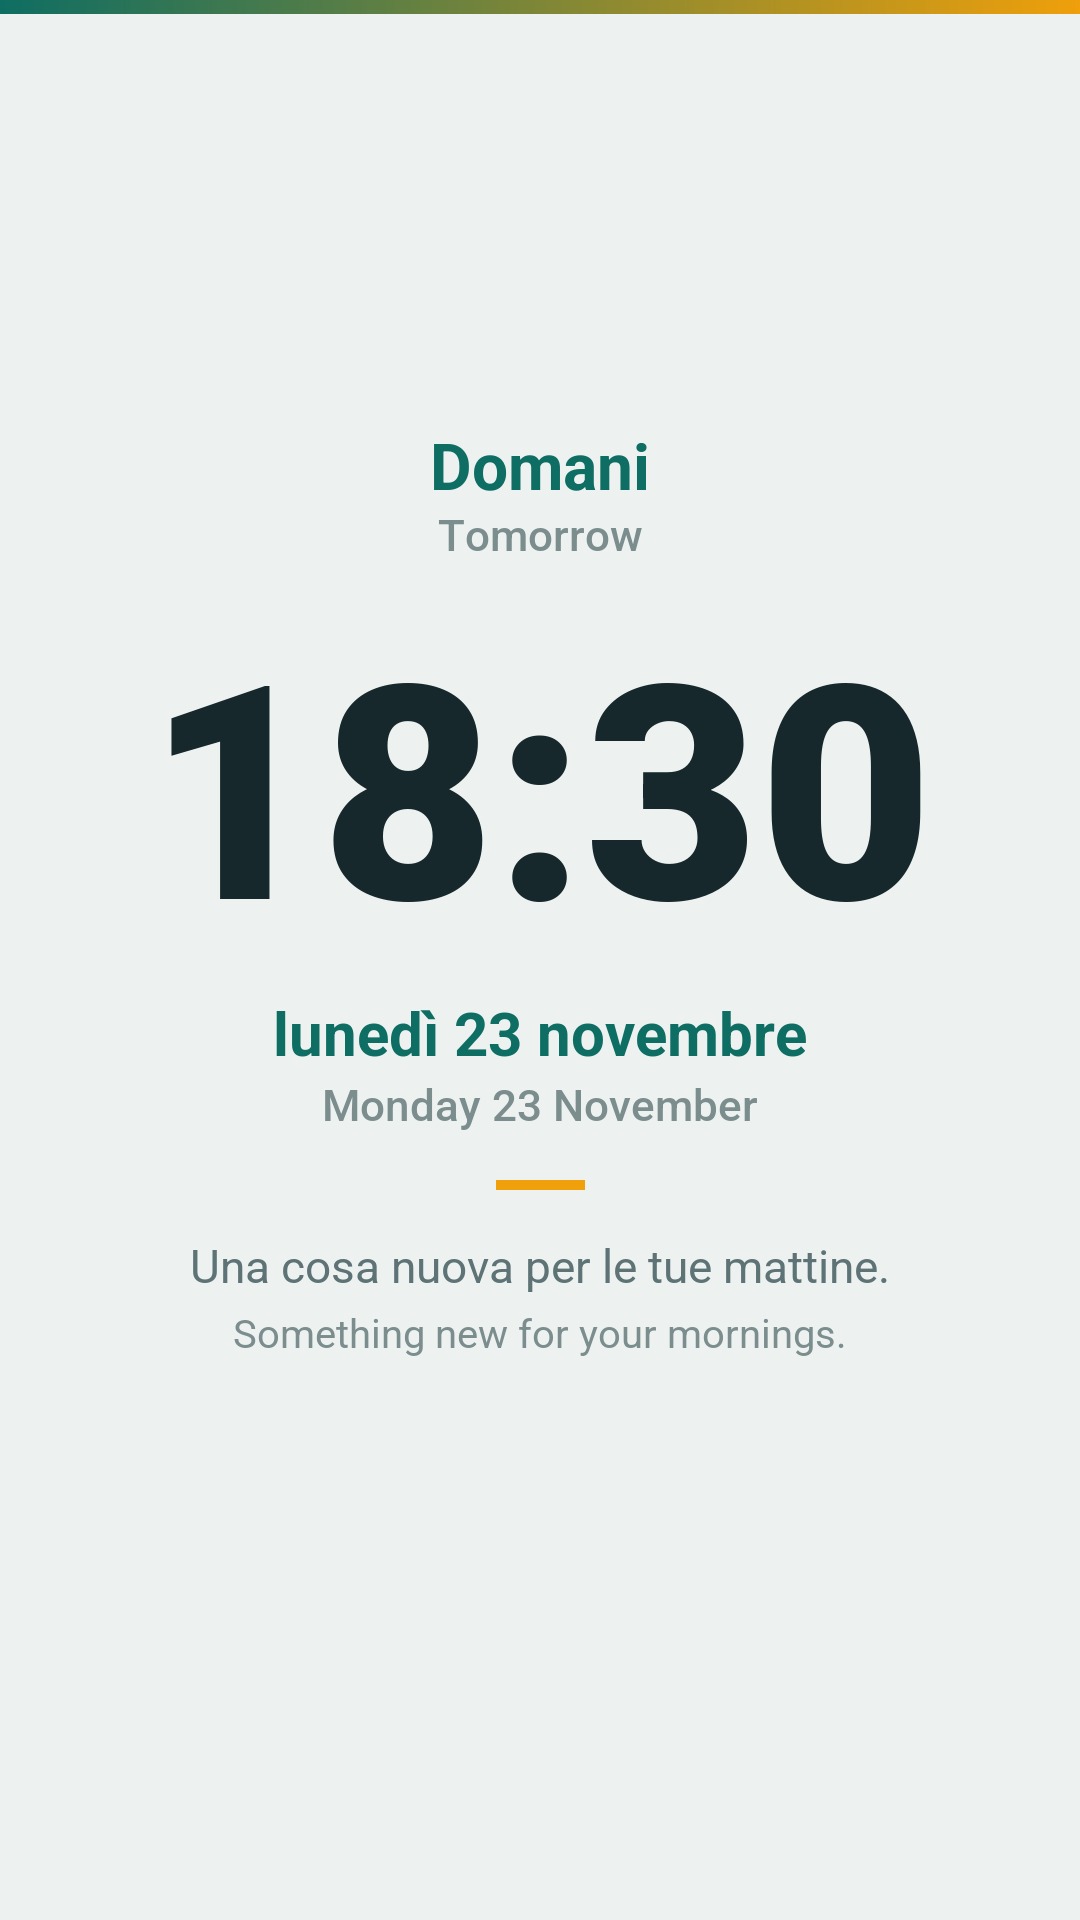 Domani
Tomorrow
18:30
lunedì 23 novembre
Monday 23 November
Una cosa nuova per le tue mattine.
Something new for your mornings.